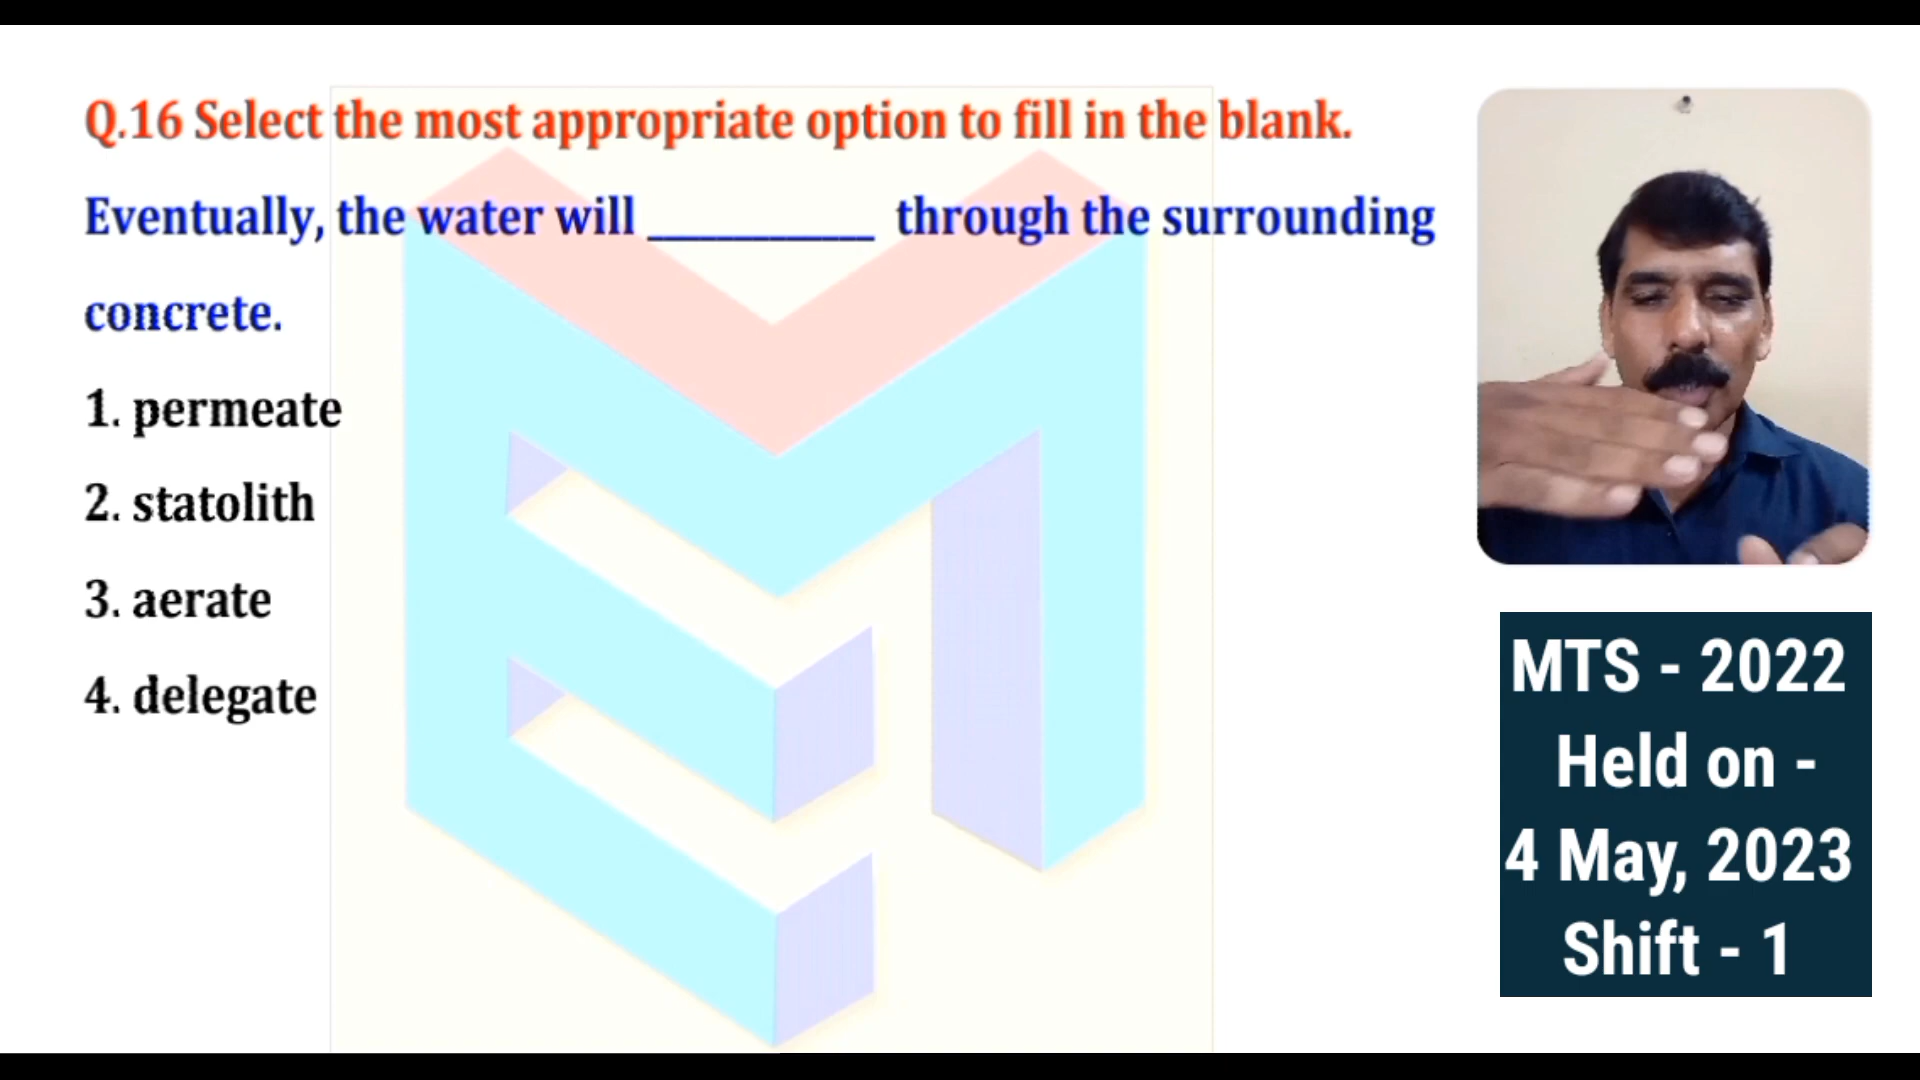 Q.16 Select the most appropriate option to fill in the blank.
Eventually, the water will ___________ through the surrounding
concrete.
1. permeate
2. statolith
3. aerate
4. delegate
MTS - 2022
Held on -
4 May, 2023
Shift - 1